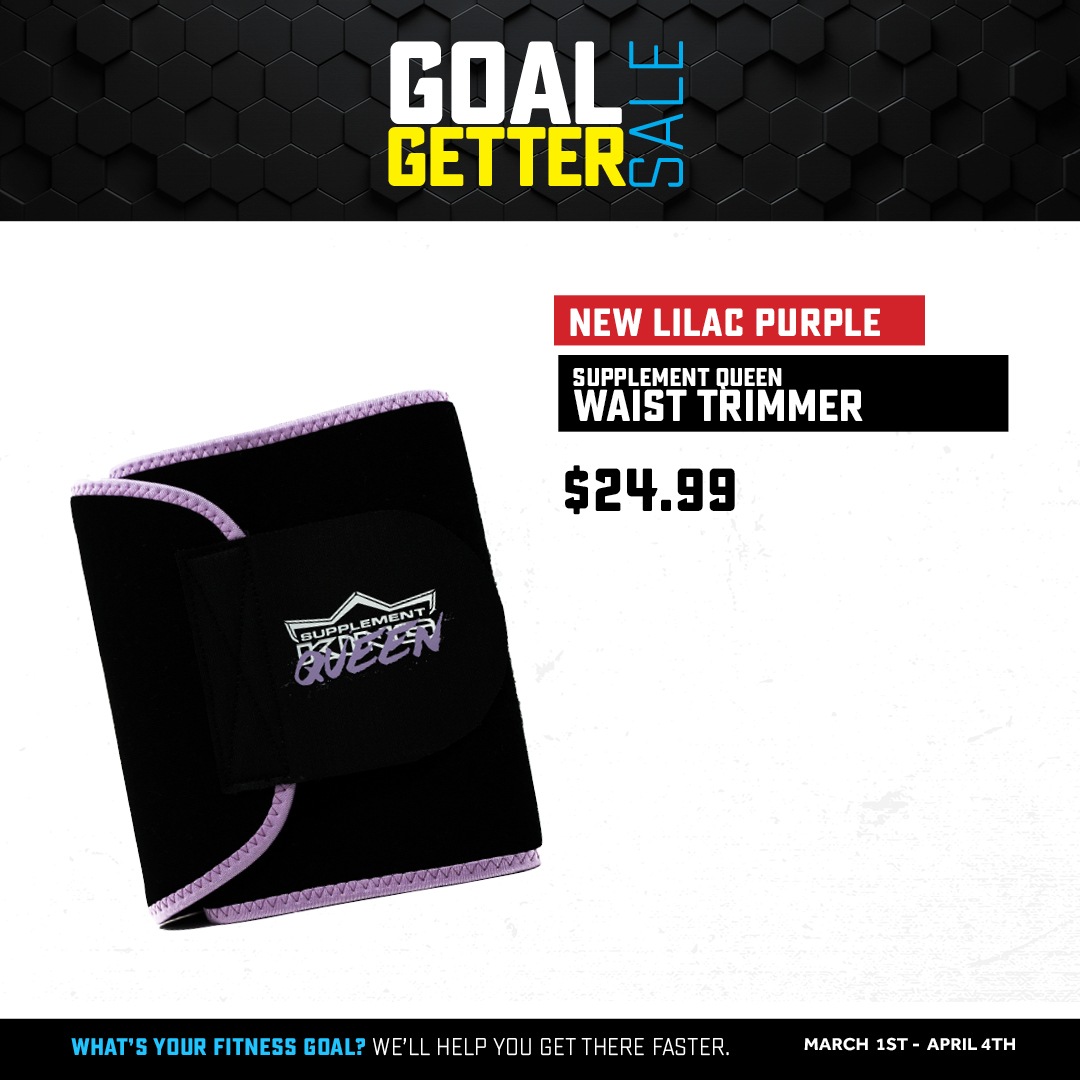 GOAL
GETTER
SALE
NEW LILAC PURPLE
SUPPLEMENT QUEEN
WAIST TRIMMER
$24.99
SUPPLEMENT
KING
QUEEN
WHAT'S YOUR FITNESS GOAL? WE'LL HELP YOU GET THERE FASTER.
MARCH 1ST - APRIL 4TH